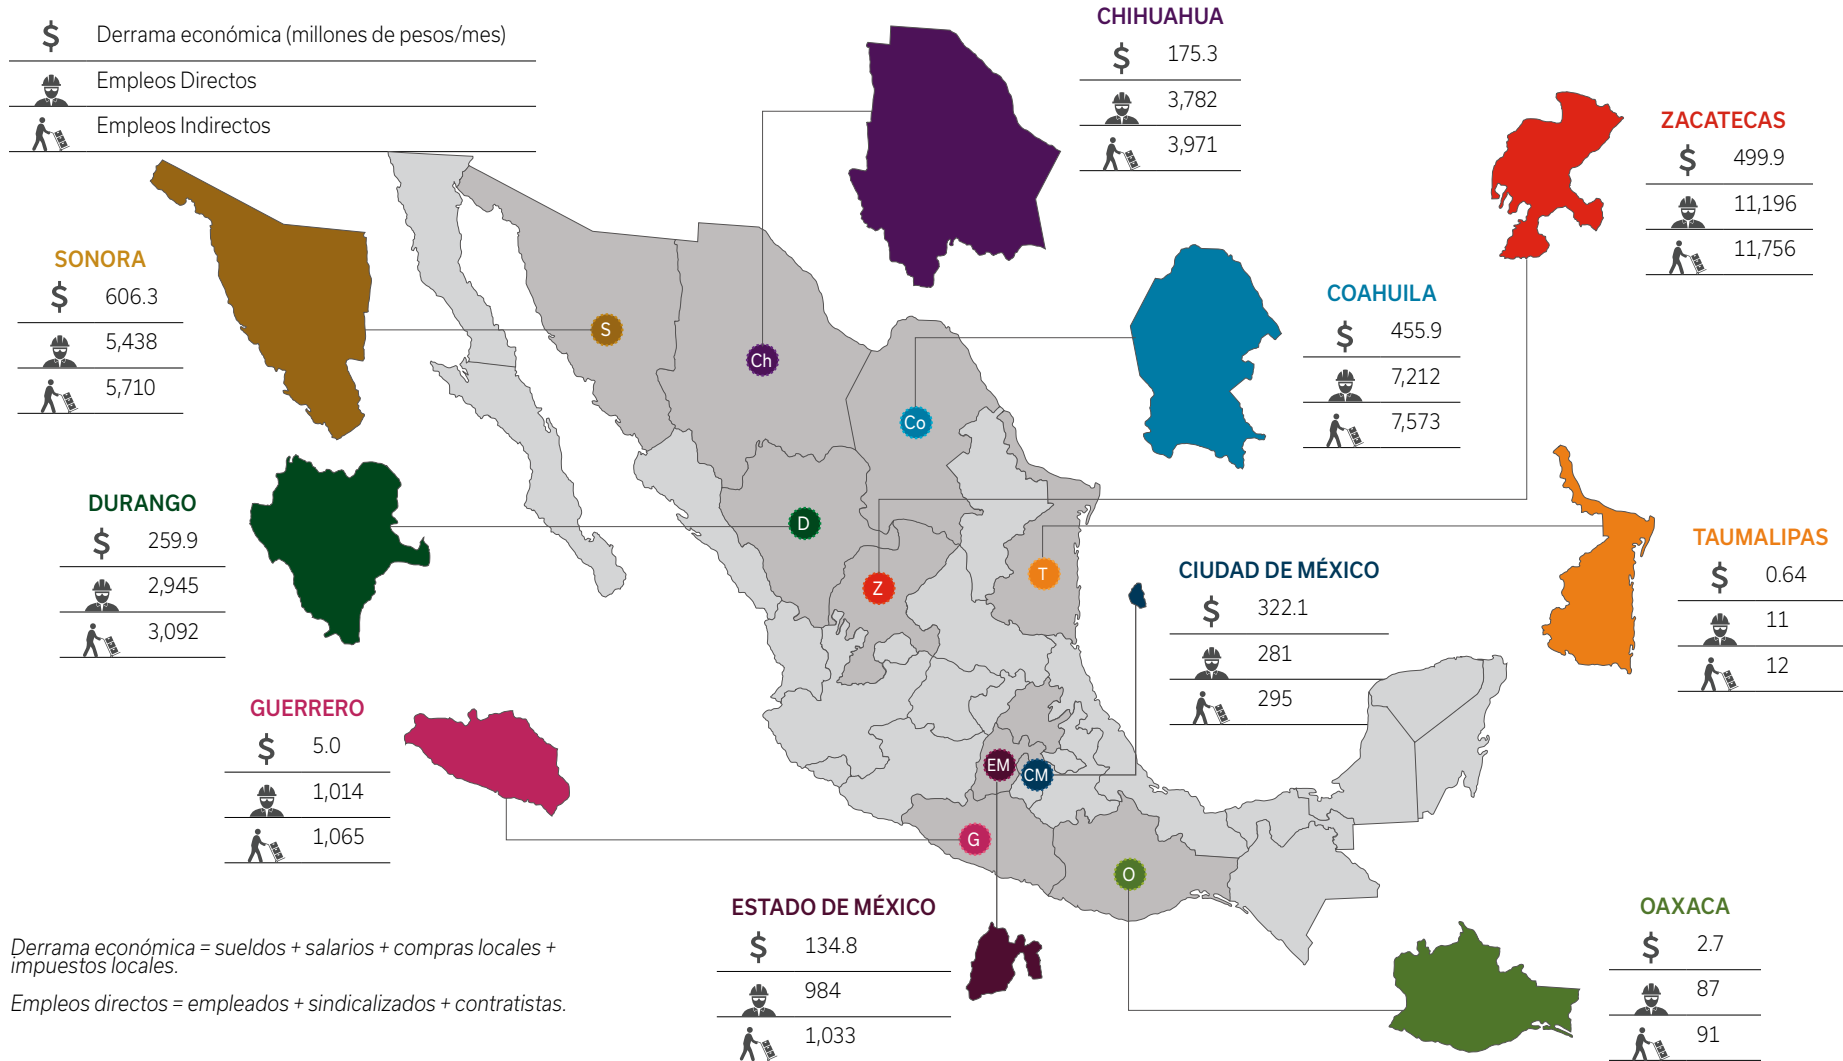 $ Derrama económica (millones de pesos/mes)
Empleos Directos
Empleos Indirectos
CHIHUAHUA
$ 175.3
3,782
3,971
ZACATECAS
$ 499.9
11,196
11,756
SONORA
$ 606.3
5,438
5,710
COAHUILA
$ 455.9
7,212
7,573
S
Ch
Co
DURANGO
$ 259.9
2,945
3,092
D
Z
T
TAUMALIPAS
$ 0.64
11
12
CIUDAD DE MÉXICO
$ 322.1
281
295
GUERRERO
$ 5.0
1,014
1,065
EM
CM
G
O
ESTADO DE MÉXICO
$ 134.8
984
1,033
OAXACA
$ 2.7
87
91
Derrama económica = sueldos + salarios + compras locales +
impuestos locales.
Empleos directos = empleados + sindicalizados + contratistas.